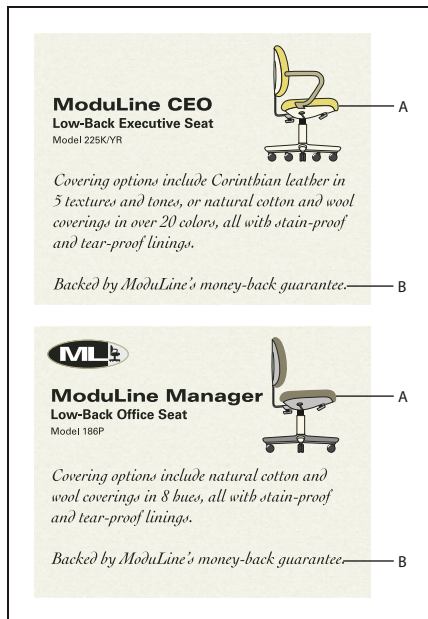 ModuLine CEO
Low-Back Executive Seat
Model 225K/YR
A
Covering options include Corinthian leather in
5 textures and tones, or natural cotton and wool
coverings in over 20 colors, all with stain-proof
and tear-proof linings.
Backed by ModuLine's money-back guarantee.
B
ML
ModuLine Manager
Low-Back Office Seat
Model 186P
A
Covering options include natural cotton and
wool coverings in 8 hues, all with stain-proof
and tear-proof linings.
Backed by ModuLine's money-back guarantee.
B